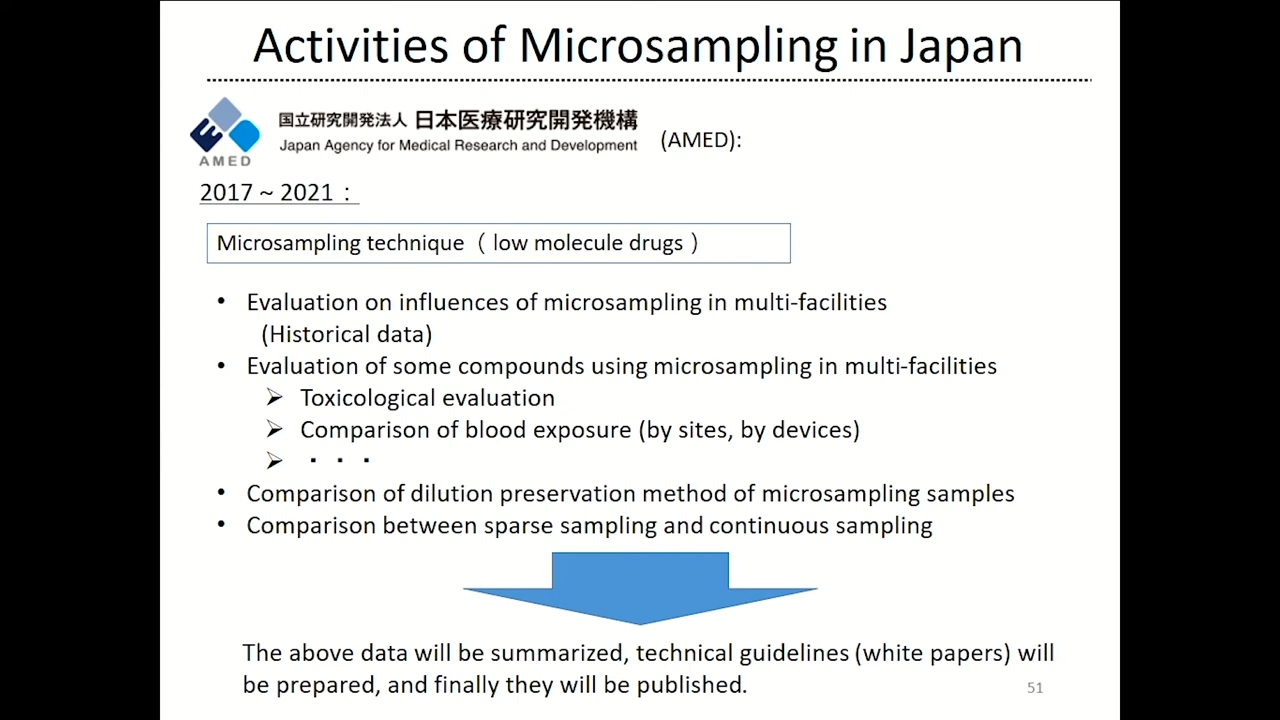 Activities of Microsampling in Japan
国立研究開発法人 日本医療研究開発機構
Japan Agency for Medical Research and Development
(AMED):
AMED
2017 ~ 2021 :
Microsampling technique ( low molecule drugs )
• Evaluation on influences of microsampling in multi-facilities
(Historical data)
• Evaluation of some compounds using microsampling in multi-facilities
➢ Toxicological evaluation
➢ Comparison of blood exposure (by sites, by devices)
➢ ・・・
• Comparison of dilution preservation method of microsampling samples
• Comparison between sparse sampling and continuous sampling
The above data will be summarized, technical guidelines (white papers) will
be prepared, and finally they will be published.
51